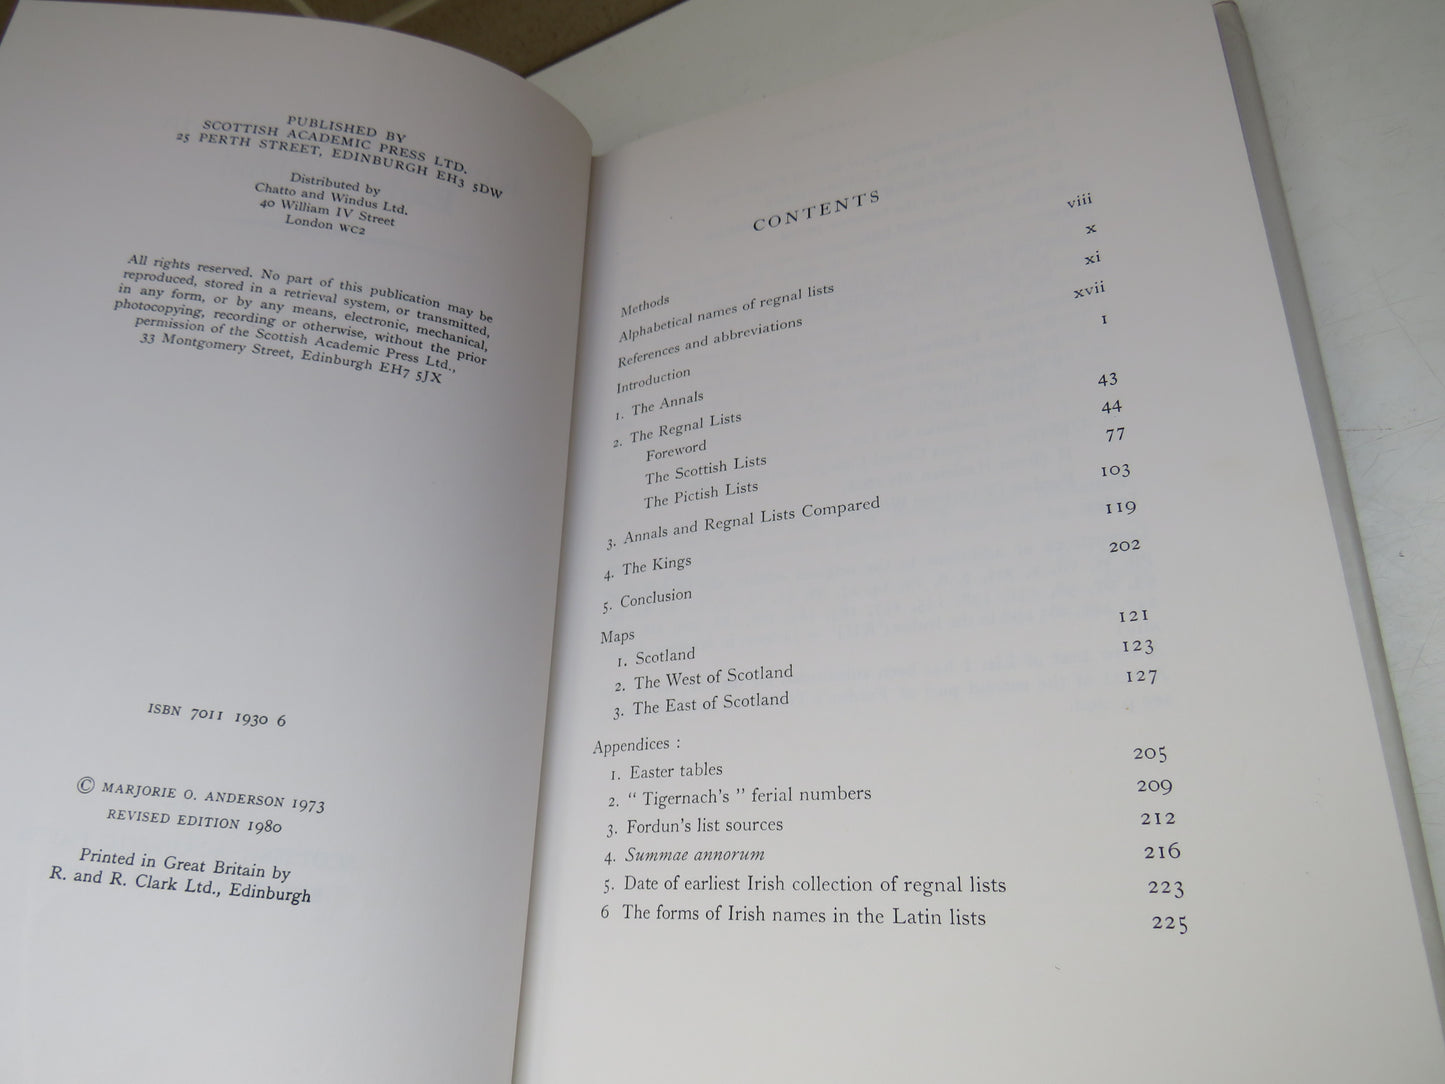 PUBLISHED BY
SCOTTISH ACADEMIC PRESS LTD.
25 PERTH STREET, EDINBURGH EH3 5DW
Distributed by
Chatto and Windus Ltd.
40 William IV Street
London WC2
All rights reserved. No part of this publication may be
reproduced, stored in a retrieval system, or transmitted,
in any form, or by any means, electronic, mechanical,
photocopying, recording or otherwise, without the prior
permission of the Scottish Academic Press Ltd.,
33 Montgomery Street, Edinburgh EH7 5JX
ISBN 7011 1930 6
© MARJORIE O. ANDERSON 1973
REVISED EDITION 1980
Printed in Great Britain by
R. and R. Clark Ltd., Edinburgh
CONTENTS
Methods viii
Alphabetical names of regnal lists x
References and abbreviations xi
Introduction xvii
1. The Annals 1
2. The Regnal Lists
Foreword 43
The Scottish Lists 44
The Pictish Lists 77
3. Annals and Regnal Lists Compared 103
4. The Kings 119
5. Conclusion 202
Maps
1. Scotland 121
2. The West of Scotland 123
3. The East of Scotland 127
Appendices :
1. Easter tables 205
2. “ Tigernach's ” ferial numbers 209
3. Fordun's list sources 212
4. Summae annorum 216
5. Date of earliest Irish collection of regnal lists 223
6 The forms of Irish names in the Latin lists 225